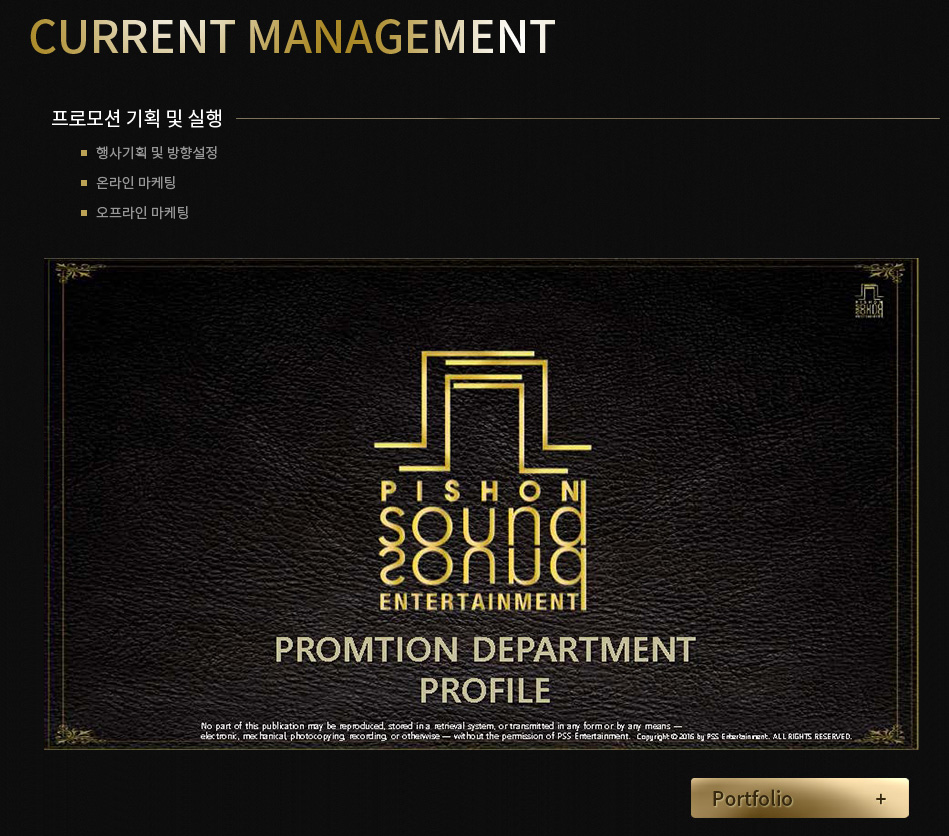 CURRENT MANAGEMENT
프로모션 기획 및 실행
행사기획 및 방향설정
온라인 마케팅
오프라인 마케팅
PISHON
sound
ENTERTAINMENT
PROMTION DEPARTMENT
PROFILE
No part of this publication may be reproduced, stored in a retrieval system, or transmitted in any form or by any means —
electronic, mechanical, photocopying, recording, or otherwise — without the permission of PSS Entertainment. Copyright © 2016 by PSS Entertainment. ALL RIGHTS RESERVED.
Portfolio +